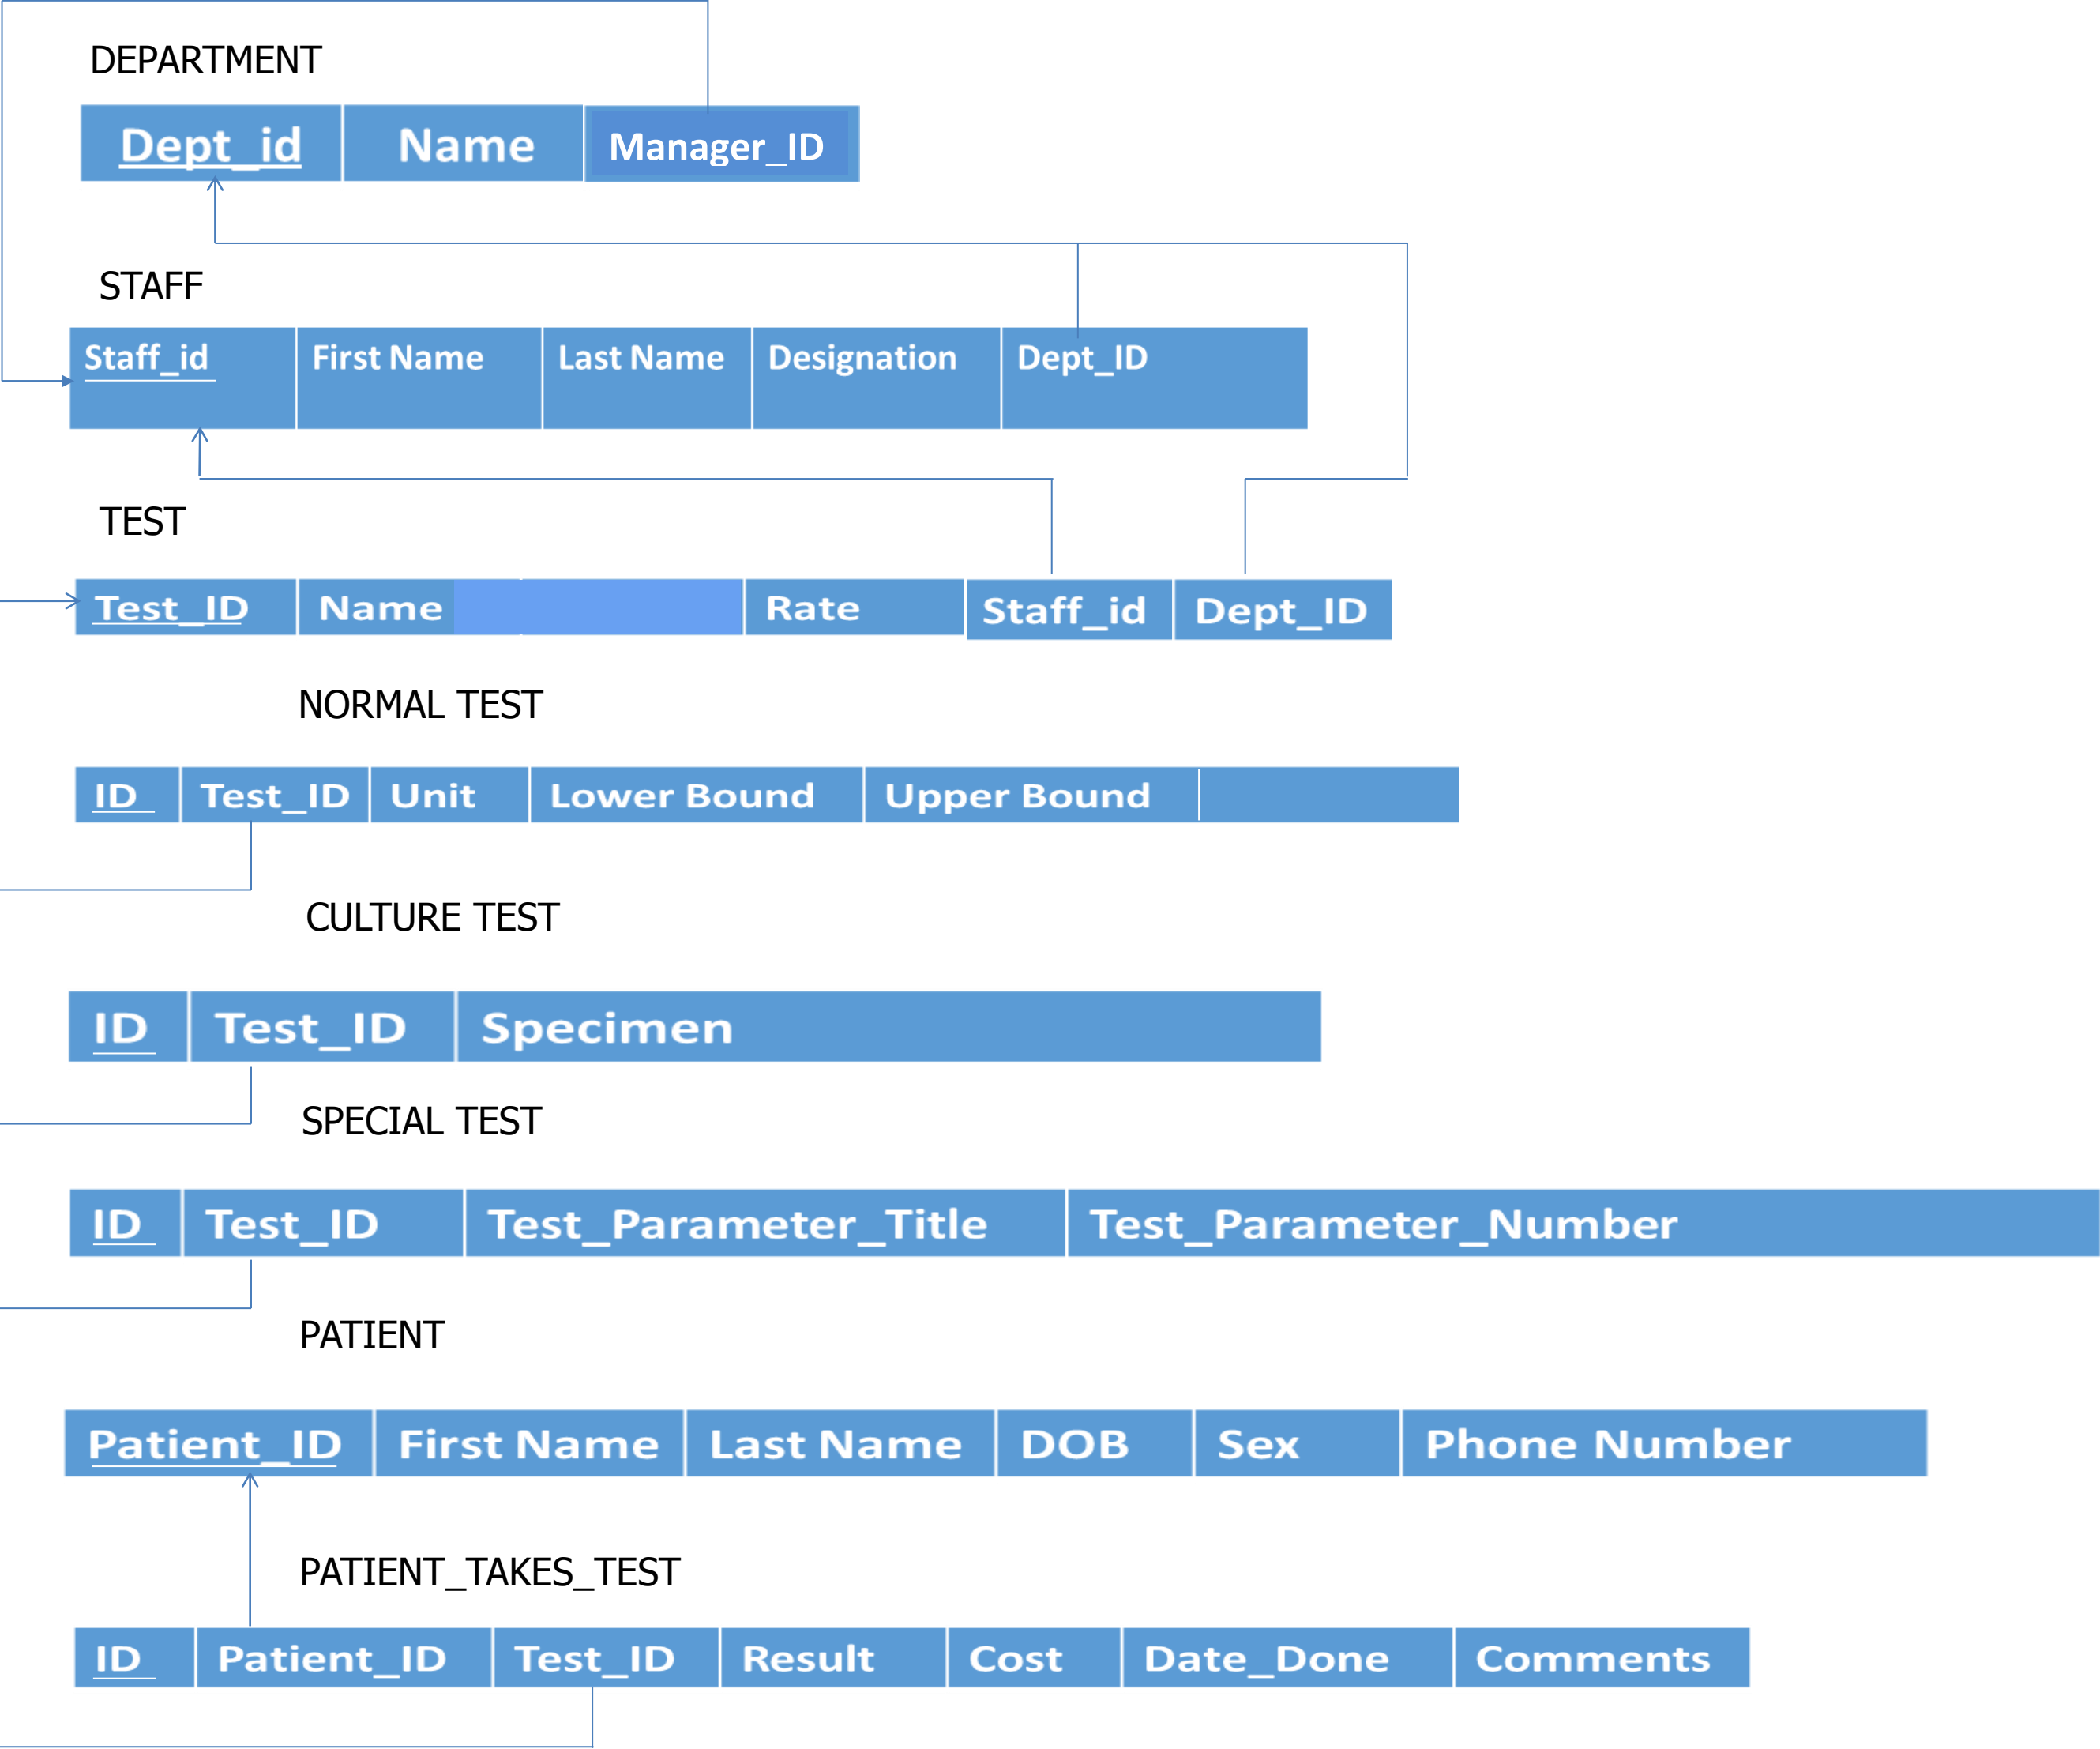 DEPARTMENT
Dept_id Name Manager_ID
STAFF
Staff_id First Name Last Name Designation Dept_ID
TEST
Test_ID Name Rate Staff_id Dept_ID
NORMAL TEST
ID Test_ID Unit Lower Bound Upper Bound
CULTURE TEST
ID Test_ID Specimen
SPECIAL TEST
ID Test_ID Test_Parameter_Title Test_Parameter_Number
PATIENT
Patient_ID First Name Last Name DOB Sex Phone Number
PATIENT_TAKES_TEST
ID Patient_ID Test_ID Result Cost Date_Done Comments